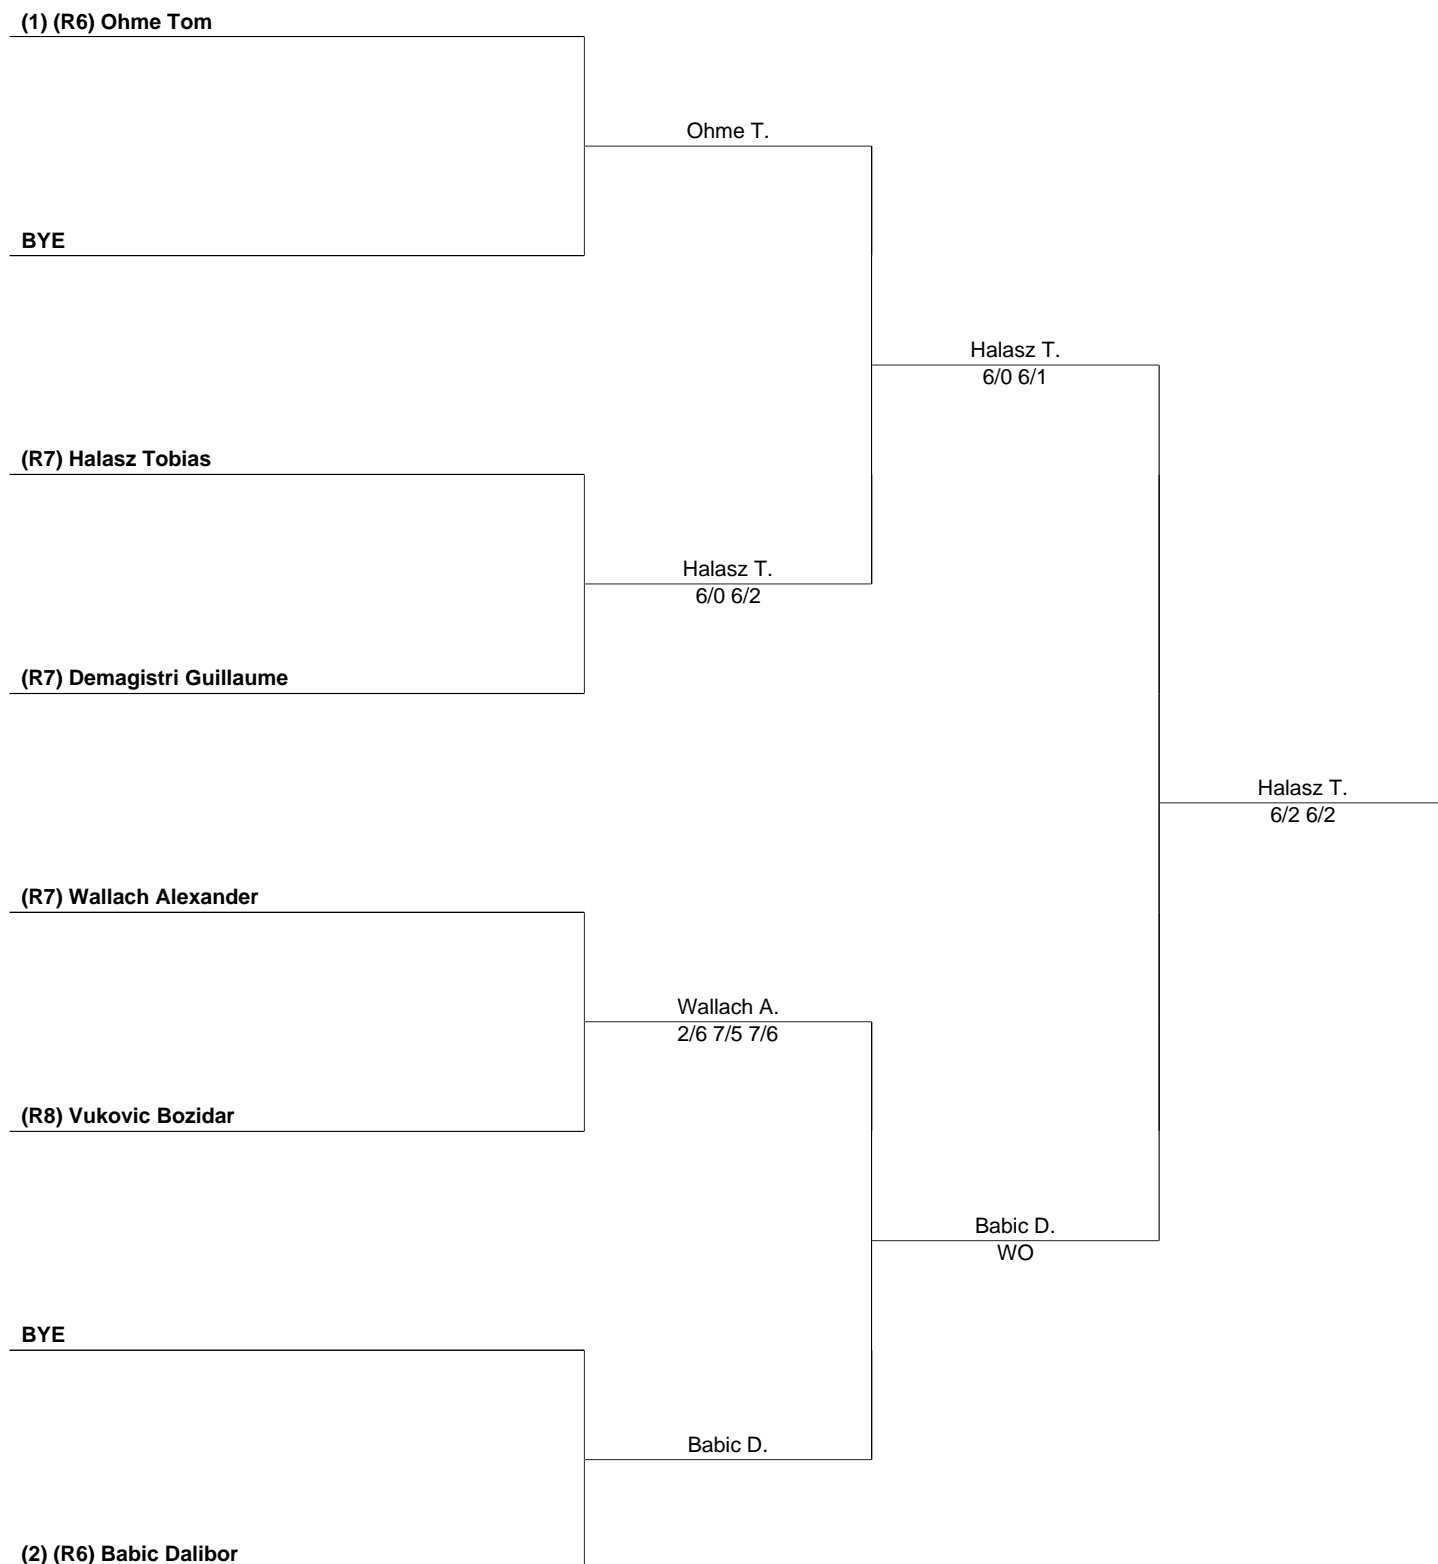 (1) (R6) Ohme Tom
Ohme T.
BYE
Halasz T.
6/0 6/1
(R7) Halasz Tobias
Halasz T.
6/0 6/2
(R7) Demagistri Guillaume
Halasz T.
6/2 6/2
(R7) Wallach Alexander
Wallach A.
2/6 7/5 7/6
(R8) Vukovic Bozidar
Babic D.
WO
BYE
Babic D.
(2) (R6) Babic Dalibor